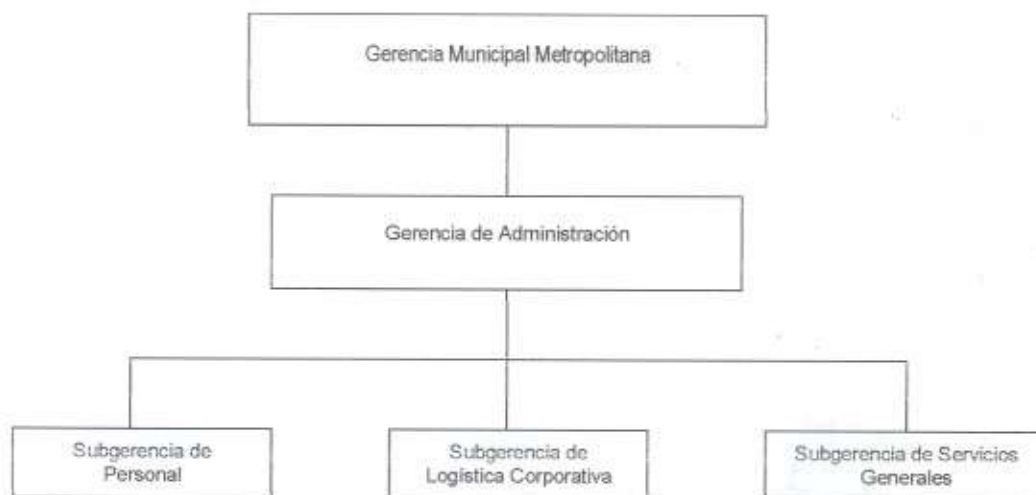 Gerencia Municipal Metropolitana
Gerencia de Administración
Subgerencia de
Personal
Subgerencia de
Logística Corporativa
Subgerencia de Servicios
Generales